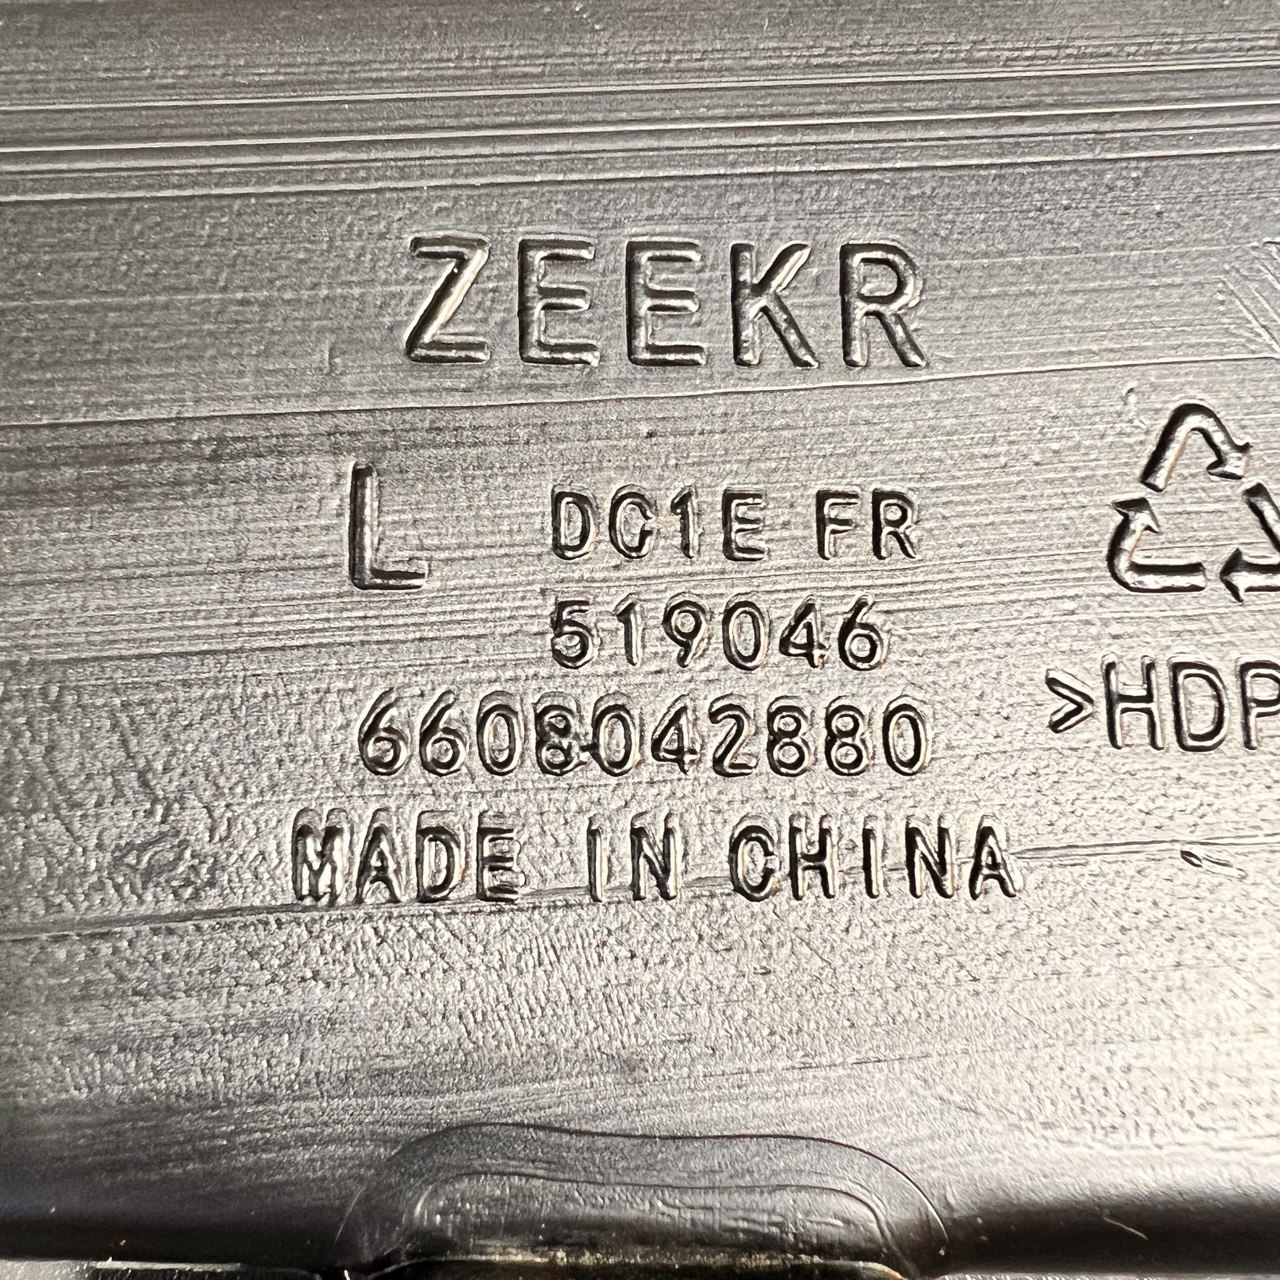 ZEEKR
L DC1E FR
519046
6608042880
>HDP
MADE IN CHINA